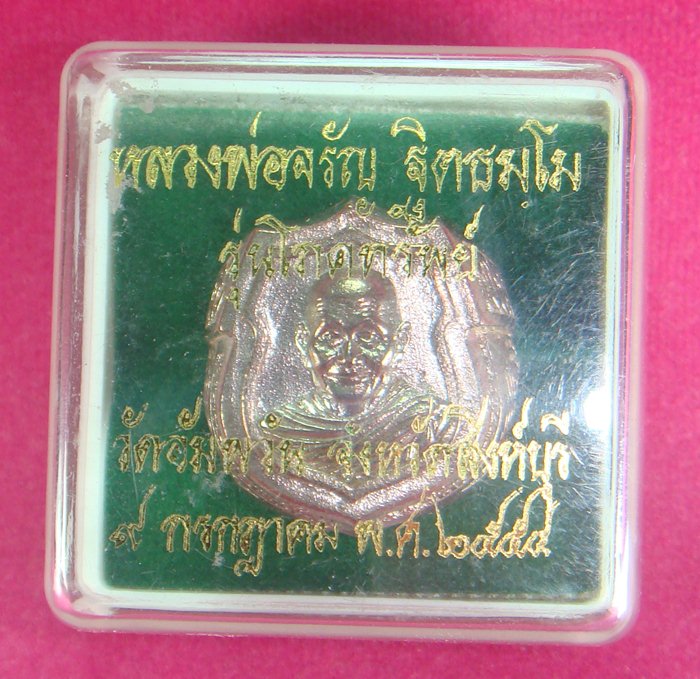 หลวงพ่อจรัญ ฐิตธมฺโม
รุ่นโภคทรัพย์
วัดอัมพวัน จังหวัดสิงห์บุรี
๙ กรกฎาคม พ.ศ.๒๕๕๔